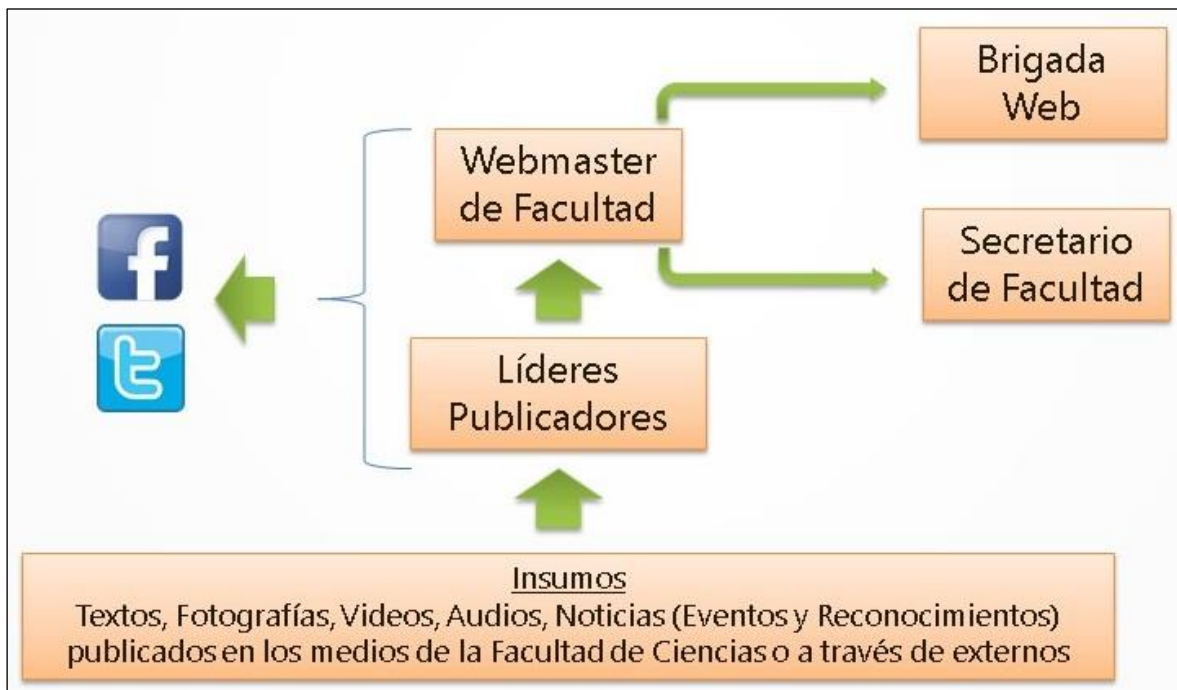 Brigada
Web
Webmaster
de Facultad
Secretario
de Facultad
f
t
Líderes
Publicadores
Insumos
Textos, Fotografías, Videos, Audios, Noticias (Eventos y Reconocimientos)
publicados en los medios de la Facultad de Ciencias o a través de externos